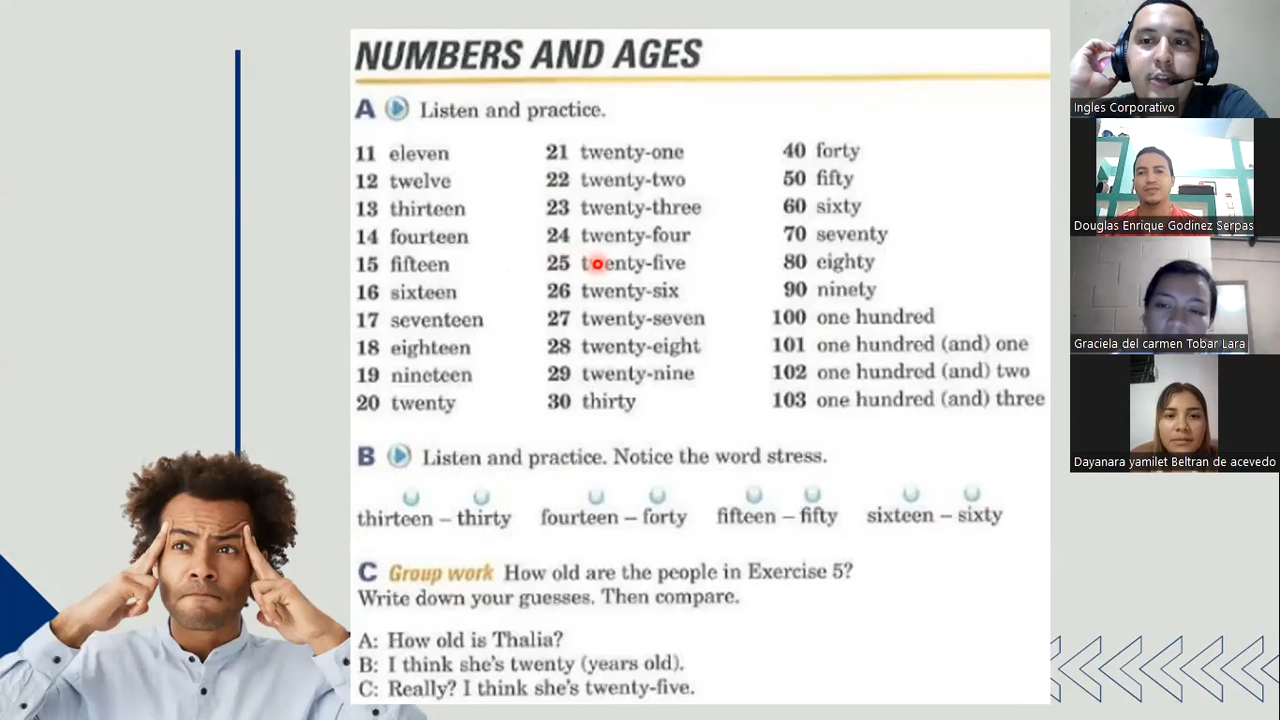 NUMBERS AND AGES
A Listen and practice.
11 eleven
12 twelve
13 thirteen
14 fourteen
15 fifteen
16 sixteen
17 seventeen
18 eighteen
19 nineteen
20 twenty
21 twenty-one
22 twenty-two
23 twenty-three
24 twenty-four
25 twenty-five
26 twenty-six
27 twenty-seven
28 twenty-eight
29 twenty-nine
30 thirty
40 forty
50 fifty
60 sixty
70 seventy
80 eighty
90 ninety
100 one hundred
101 one hundred (and) one
102 one hundred (and) two
103 one hundred (and) three
B Listen and practice. Notice the word stress.
thirteen – thirty fourteen – forty fifteen – fifty sixteen – sixty
C Group work How old are the people in Exercise 5?
Write down your guesses. Then compare.
A: How old is Thalia?
B: I think she's twenty (years old).
C: Really? I think she's twenty-five.
Ingles Corporativo
Douglas Enrique Godinez Serpas
Graciela del carmen Tobar Lara
Dayanara yamilet Beltran de acevedo